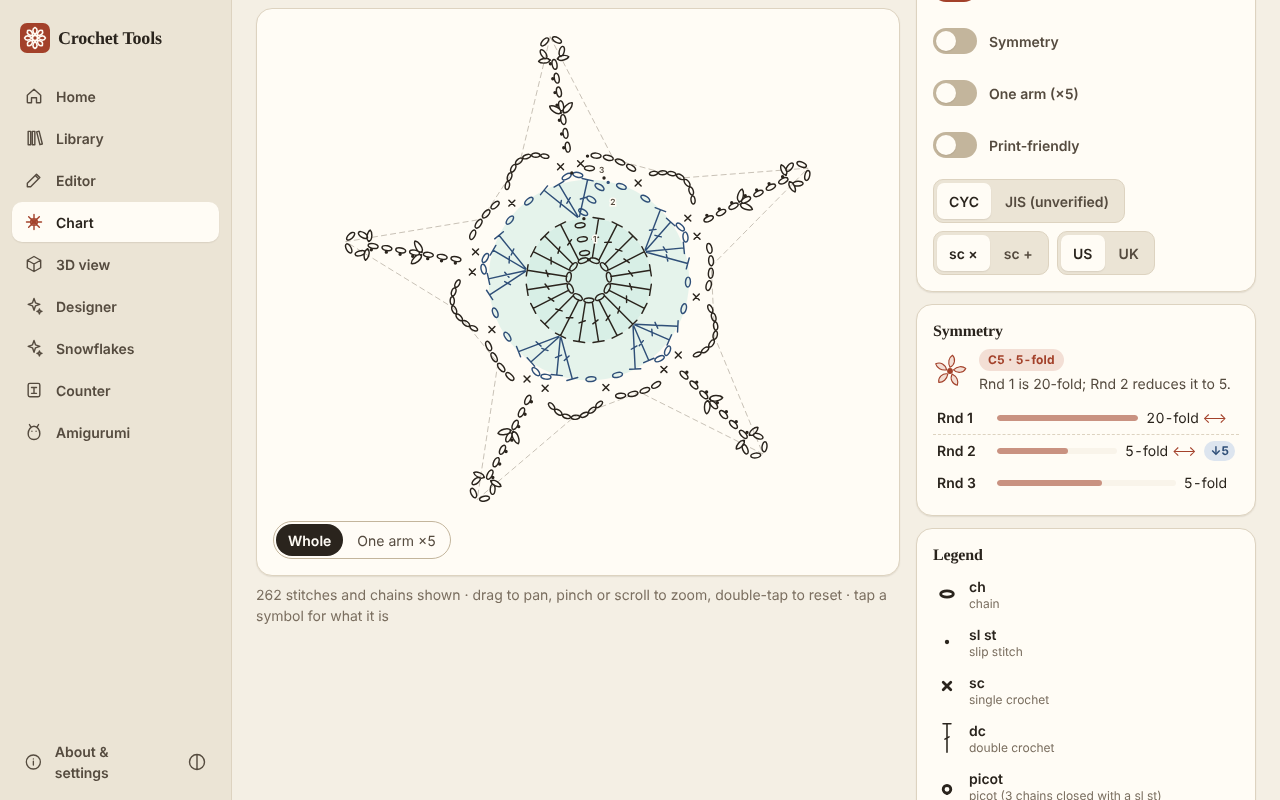 Crochet Tools
Home
Library
Editor
Chart
3D view
Designer
Snowflakes
Counter
Amigurumi
About &
settings
3
2
1
Whole
One arm ×5
262 stitches and chains shown · drag to pan, pinch or scroll to zoom, double-tap to reset · tap a
symbol for what it is
Symmetry
One arm (×5)
Print-friendly
CYC
JIS (unverified)
sc ×
sc +
US
UK
Symmetry
C5 · 5-fold
Rnd 1 is 20-fold; Rnd 2 reduces it to 5.
Rnd 1 20-fold ↔
Rnd 2 5-fold ↔ ↓5
Rnd 3 5-fold
Legend
ch
chain
sl st
slip stitch
sc
single crochet
dc
double crochet
picot
picot (3 chains closed with a sl st)